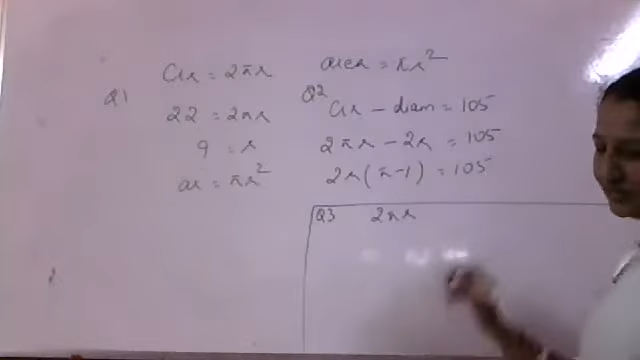 Cir = 2πr
area = πr²
Q1
22 = 2πr
= r
ar = πr²
Q2
Cir - diam = 105
2πr - 2r = 105
2r(π-1) = 105
Q3 2πr